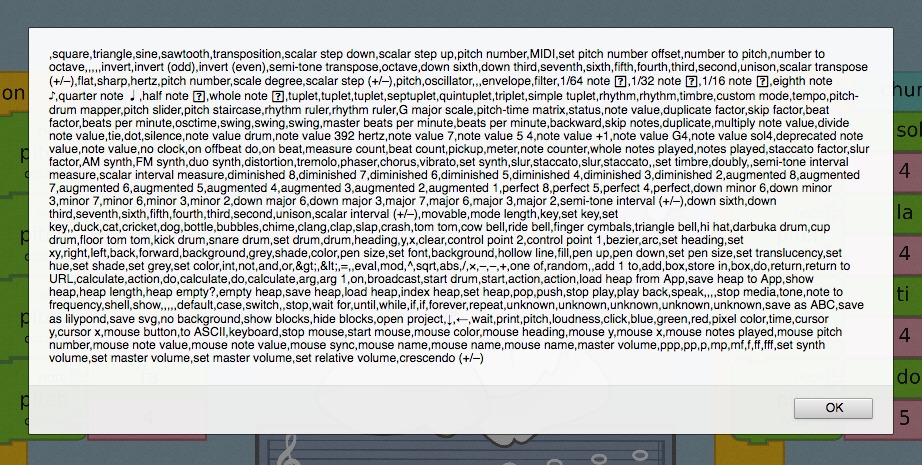 ,square,triangle,sine,sawtooth,transposition,scalar step down,scalar step up,pitch number,MIDI,set pitch number offset,number to pitch,number to
octave,,,,,invert,invert (odd),invert (even),semi-tone transpose,octave,down sixth,down third,seventh,sixth,fifth,fourth,third,second,unison,scalar transpose
(+/–),flat,sharp,hertz,pitch number,scale degree,scalar step (+/–),pitch,oscillator,,,envelope,filter,1/64 note ,1/32 note ,1/16 note ,eighth note
♪,quarter note ♩,half note ,whole note ,tuplet,tuplet,tuplet,septuplet,quintuplet,triplet,simple tuplet,rhythm,rhythm,timbre,custom mode,tempo,pitch-
drum mapper,pitch slider,pitch staircase,rhythm ruler,rhythm ruler,G major scale,pitch-time matrix,status,note value,duplicate factor,skip factor,beat
factor,beats per minute,osctime,swing,swing,swing,master beats per minute,beats per minute,backward,skip notes,duplicate,multiply note value,divide
note value,tie,dot,silence,note value drum,note value 392 hertz,note value 7,note value 5 4,note value +1,note value G4,note value sol4,deprecated note
value,note value,no clock,on offbeat do,on beat,measure count,beat count,pickup,meter,note counter,whole notes played,notes played,staccato factor,slur
factor,AM synth,FM synth,duo synth,distortion,tremolo,phaser,chorus,vibrato,set synth,slur,staccato,slur,staccato,,set timbre,doubly,,semi-tone interval
measure,scalar interval measure,diminished 8,diminished 7,diminished 6,diminished 5,diminished 4,diminished 3,diminished 2,augmented 8,augmented
7,augmented 6,augmented 5,augmented 4,augmented 3,augmented 2,augmented 1,perfect 8,perfect 5,perfect 4,perfect,down minor 6,down minor
3,minor 7,minor 6,minor 3,minor 2,down major 6,down major 3,major 7,major 6,major 3,major 2,semi-tone interval (+/–),down sixth,down
third,seventh,sixth,fifth,fourth,third,second,unison,scalar interval (+/–),movable,mode length,key,set key,set
key,,duck,cat,cricket,dog,bottle,bubbles,chime,clang,clap,slap,crash,tom tom,cow bell,ride bell,finger cymbals,triangle bell,hi hat,darbuka drum,cup
drum,floor tom tom,kick drum,snare drum,set drum,drum,heading,y,x,clear,control point 2,control point 1,bezier,arc,set heading,set
xy,right,left,back,forward,background,grey,shade,color,pen size,set font,background,hollow line,fill,pen up,pen down,set pen size,set translucency,set
hue,set shade,set grey,set color,int,not,and,or,&gt;,&lt;,=,,eval,mod,^,sqrt,abs,/,×,–,–,+,one of,random,,add 1 to,add,box,store in,box,do,return,return to
URL,calculate,action,do,calculate,do,calculate,arg,arg 1,on,broadcast,start drum,start,action,action,load heap from App,save heap to App,show
heap,heap length,heap empty?,empty heap,save heap,load heap,index heap,set heap,pop,push,stop play,play back,speak,,,,stop media,tone,note to
frequency,shell,show,,,,,default,case,switch,,stop,wait for,until,while,if,if,forever,repeat,unknown,unknown,unknown,unknown,unknown,save as ABC,save
as lilypond,save svg,no background,show blocks,hide blocks,open project,↓,←,wait,print,pitch,loudness,click,blue,green,red,pixel color,time,cursor
y,cursor x,mouse button,to ASCII,keyboard,stop mouse,start mouse,mouse color,mouse heading,mouse y,mouse x,mouse notes played,mouse pitch
number,mouse note value,mouse note value,mouse sync,mouse name,mouse name,mouse name,master volume,ppp,pp,p,mp,mf,f,ff,fff,set synth
volume,set master volume,set master volume,set relative volume,crescendo (+/–)
OK
on
sol
4
la
4
ti
4
do
5
4